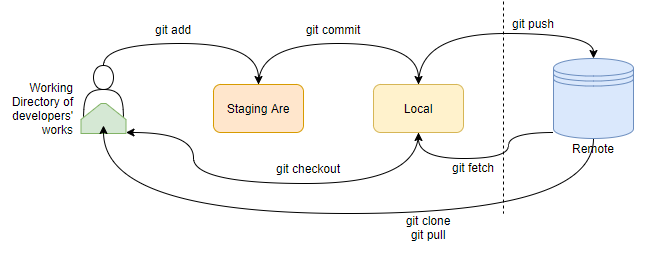 git add
git commit
git push
Working
Directory of
developers'
works
Staging Are
Local
Remote
git checkout
git fetch
git clone
git pull